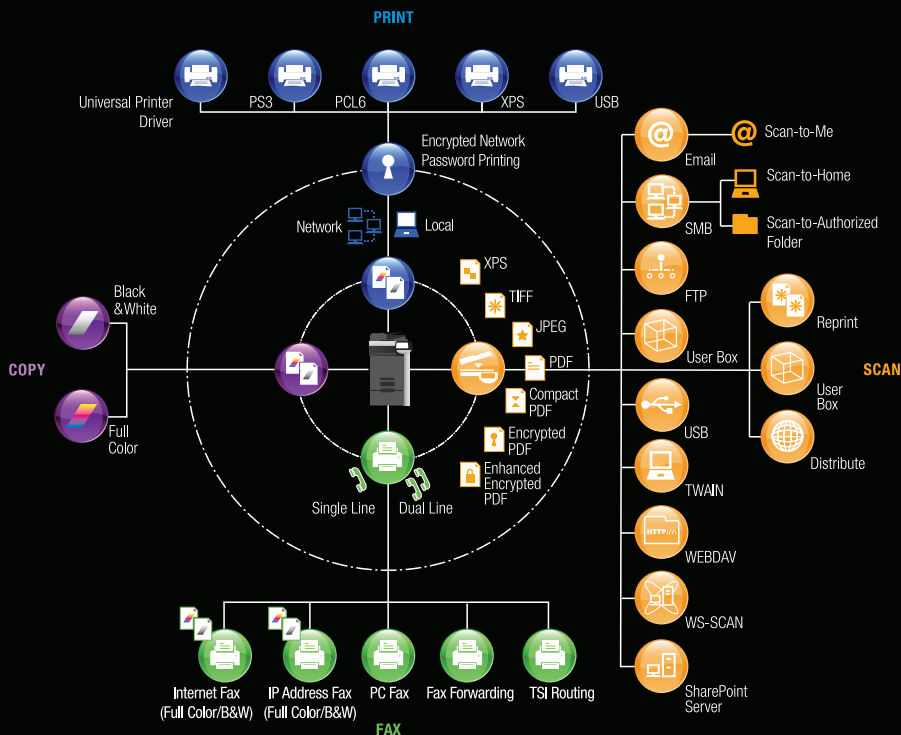 PRINT
Universal Printer
Driver
PS3
PCL6
XPS
USB
Encrypted Network
Password Printing
Network
Local
COPY
Black
&White
Full
Color
XPS
TIFF
JPEG
PDF
Compact
PDF
Encrypted
PDF
Enhanced
Encrypted
PDF
Single Line
Dual Line
SCAN
@
Email
@
Scan-to-Me
SMB
Scan-to-Home
Scan-to-Authorized
Folder
FTP
User Box
Reprint
User
Box
Distribute
USB
TWAIN
HTTP://:
WEBDAV
WS-SCAN
SharePoint
Server
Internet Fax
(Full Color/B&W)
IP Address Fax
(Full Color/B&W)
PC Fax
Fax Forwarding
TSI Routing
FAX